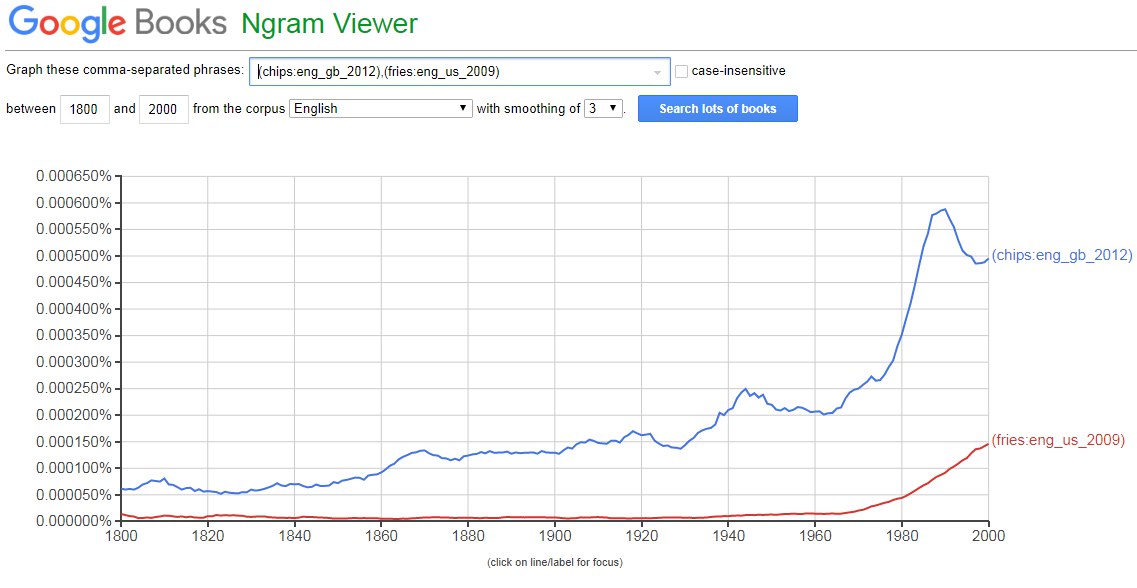 Google Books Ngram Viewer
Graph these comma-separated phrases: (chips:eng_gb_2012),(fries:eng_us_2009) case-insensitive
between 1800 and 2000 from the corpus English with smoothing of 3 . Search lots of books
0.000650%
0.000600%
0.000550%
0.000500% (chips:eng_gb_2012)
0.000450%
0.000400%
0.000350%
0.000300%
0.000250%
0.000200%
0.000150% (fries:eng_us_2009)
0.000100%
0.000050%
0.000000%
1800 1820 1840 1860 1880 1900 1920 1940 1960 1980 2000
(click on line/label for focus)